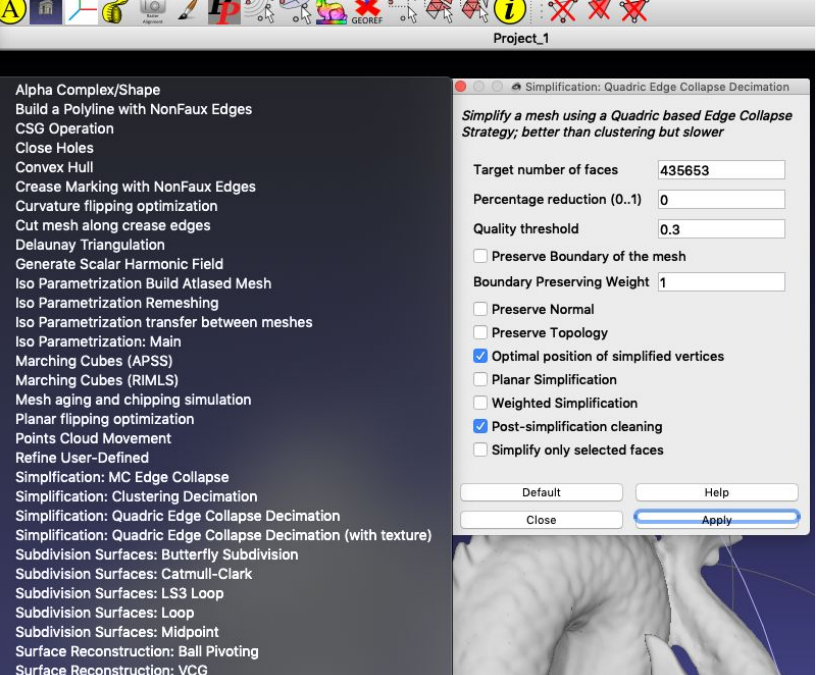 A
Raster
Alignment
PP
GEOREF
i
Project_1
Alpha Complex/Shape
Build a Polyline with NonFaux Edges
CSG Operation
Close Holes
Convex Hull
Crease Marking with NonFaux Edges
Curvature flipping optimization
Cut mesh along crease edges
Delaunay Triangulation
Generate Scalar Harmonic Field
Iso Parametrization Build Atlased Mesh
Iso Parametrization Remeshing
Iso Parametrization transfer between meshes
Iso Parametrization: Main
Marching Cubes (APSS)
Marching Cubes (RIMLS)
Mesh aging and chipping simulation
Planar flipping optimization
Points Cloud Movement
Refine User-Defined
Simplfication: MC Edge Collapse
Simplification: Clustering Decimation
Simplification: Quadric Edge Collapse Decimation
Simplification: Quadric Edge Collapse Decimation (with texture)
Subdivision Surfaces: Butterfly Subdivision
Subdivision Surfaces: Catmull-Clark
Subdivision Surfaces: LS3 Loop
Subdivision Surfaces: Loop
Subdivision Surfaces: Midpoint
Surface Reconstruction: Ball Pivoting
Surface Reconstruction: VCG
Simplification: Quadric Edge Collapse Decimation
Simplify a mesh using a Quadric based Edge Collapse
Strategy; better than clustering but slower
Target number of faces 435653
Percentage reduction (0..1) 0
Quality threshold 0.3
Preserve Boundary of the mesh
Boundary Preserving Weight 1
Preserve Normal
Preserve Topology
Optimal position of simplified vertices
Planar Simplification
Weighted Simplification
Post-simplification cleaning
Simplify only selected faces
Default Help
Close Apply